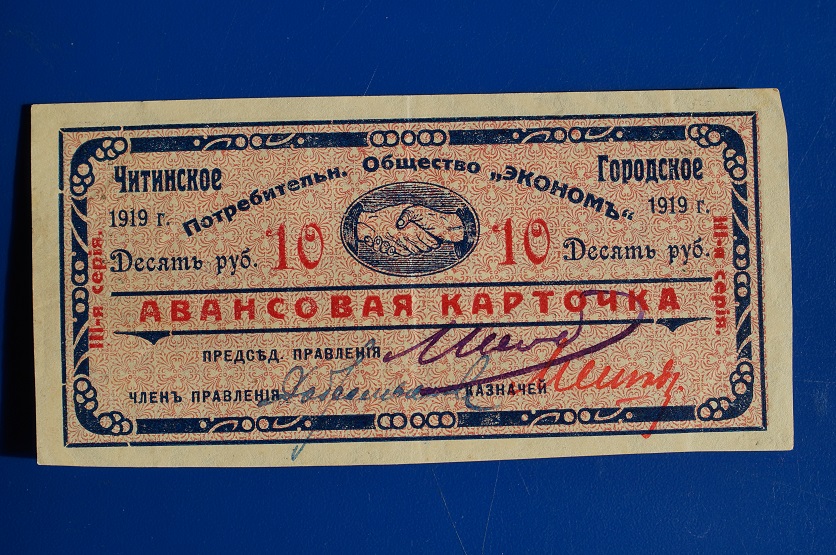 Читинское Городское
Потребительн. Общество „ЭКОНОМЪ“
1919 г. 1919 г.
Десять руб. 10 10 Десять руб.
III-я серія. III-я серія.
АВАНСОВАЯ КАРТОЧКА
ПРЕДСѢД. ПРАВЛЕНІЯ
ЧЛЕНЪ ПРАВЛЕНІЯ КАЗНАЧЕЙ